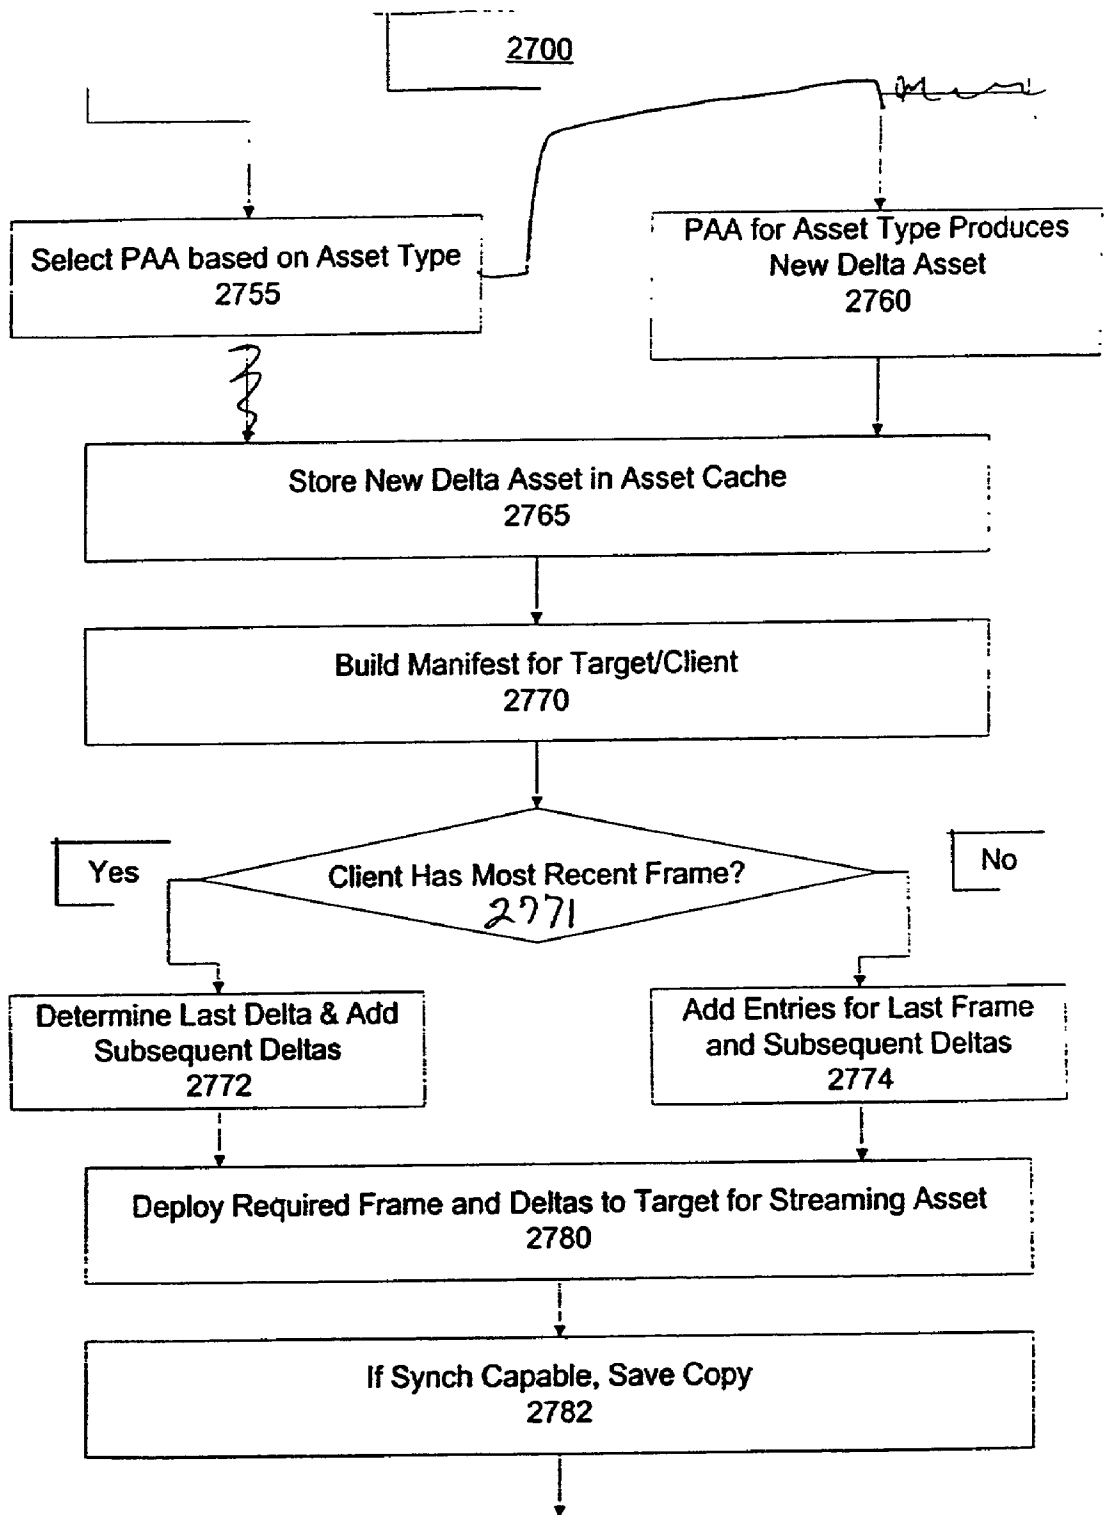 2700
Select PAA based on Asset Type
2755
PAA for Asset Type Produces
New Delta Asset
2760
Store New Delta Asset in Asset Cache
2765
Build Manifest for Target/Client
2770
Yes
Client Has Most Recent Frame?
2771
No
Determine Last Delta & Add
Subsequent Deltas
2772
Add Entries for Last Frame
and Subsequent Deltas
2774
Deploy Required Frame and Deltas to Target for Streaming Asset
2780
If Synch Capable, Save Copy
2782